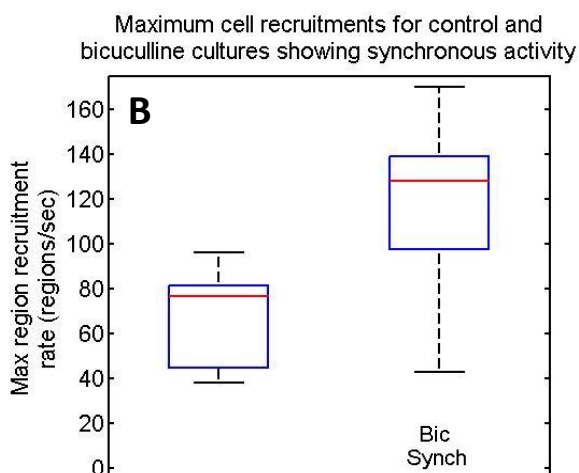 Maximum cell recruitments for control and
bicuculline cultures showing synchronous activity
B
Max region recruitment
rate (regions/sec)
160
140
120
100
80
60
40
20
0
Bic
Synch